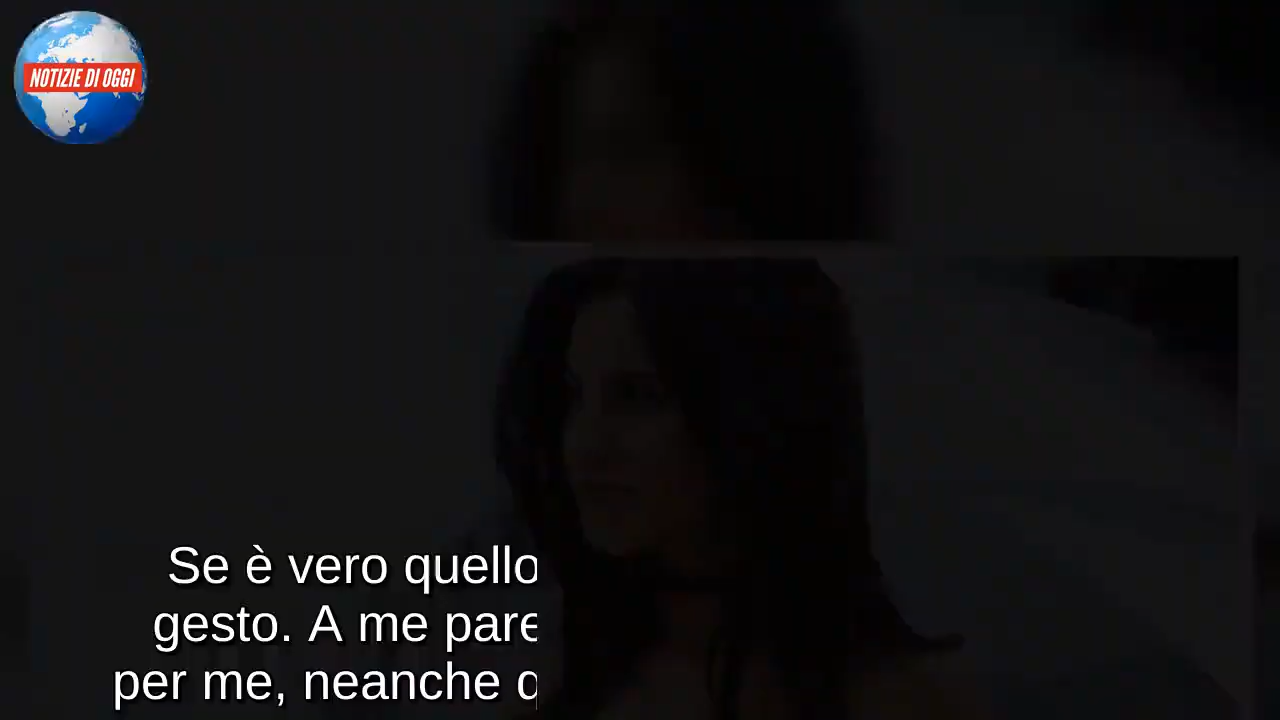 NOTIZIE DI OGGI
Se è vero quello
gesto. A me pare
per me, neanche